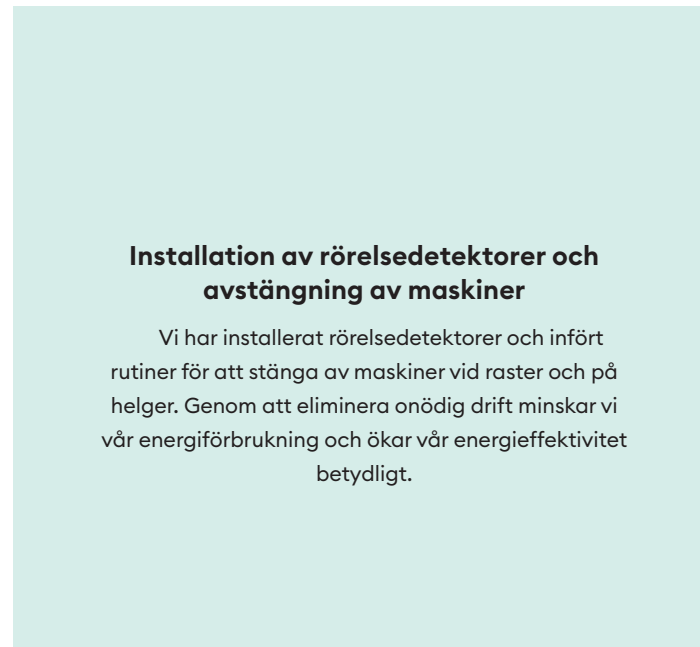 Installation av rörelsedetektorer och
avstängning av maskiner
Vi har installerat rörelsedetektorer och infört
rutiner för att stänga av maskiner vid raster och på
helger. Genom att eliminera onödig drift minskar vi
vår energiförbrukning och ökar vår energieffektivitet
betydligt.